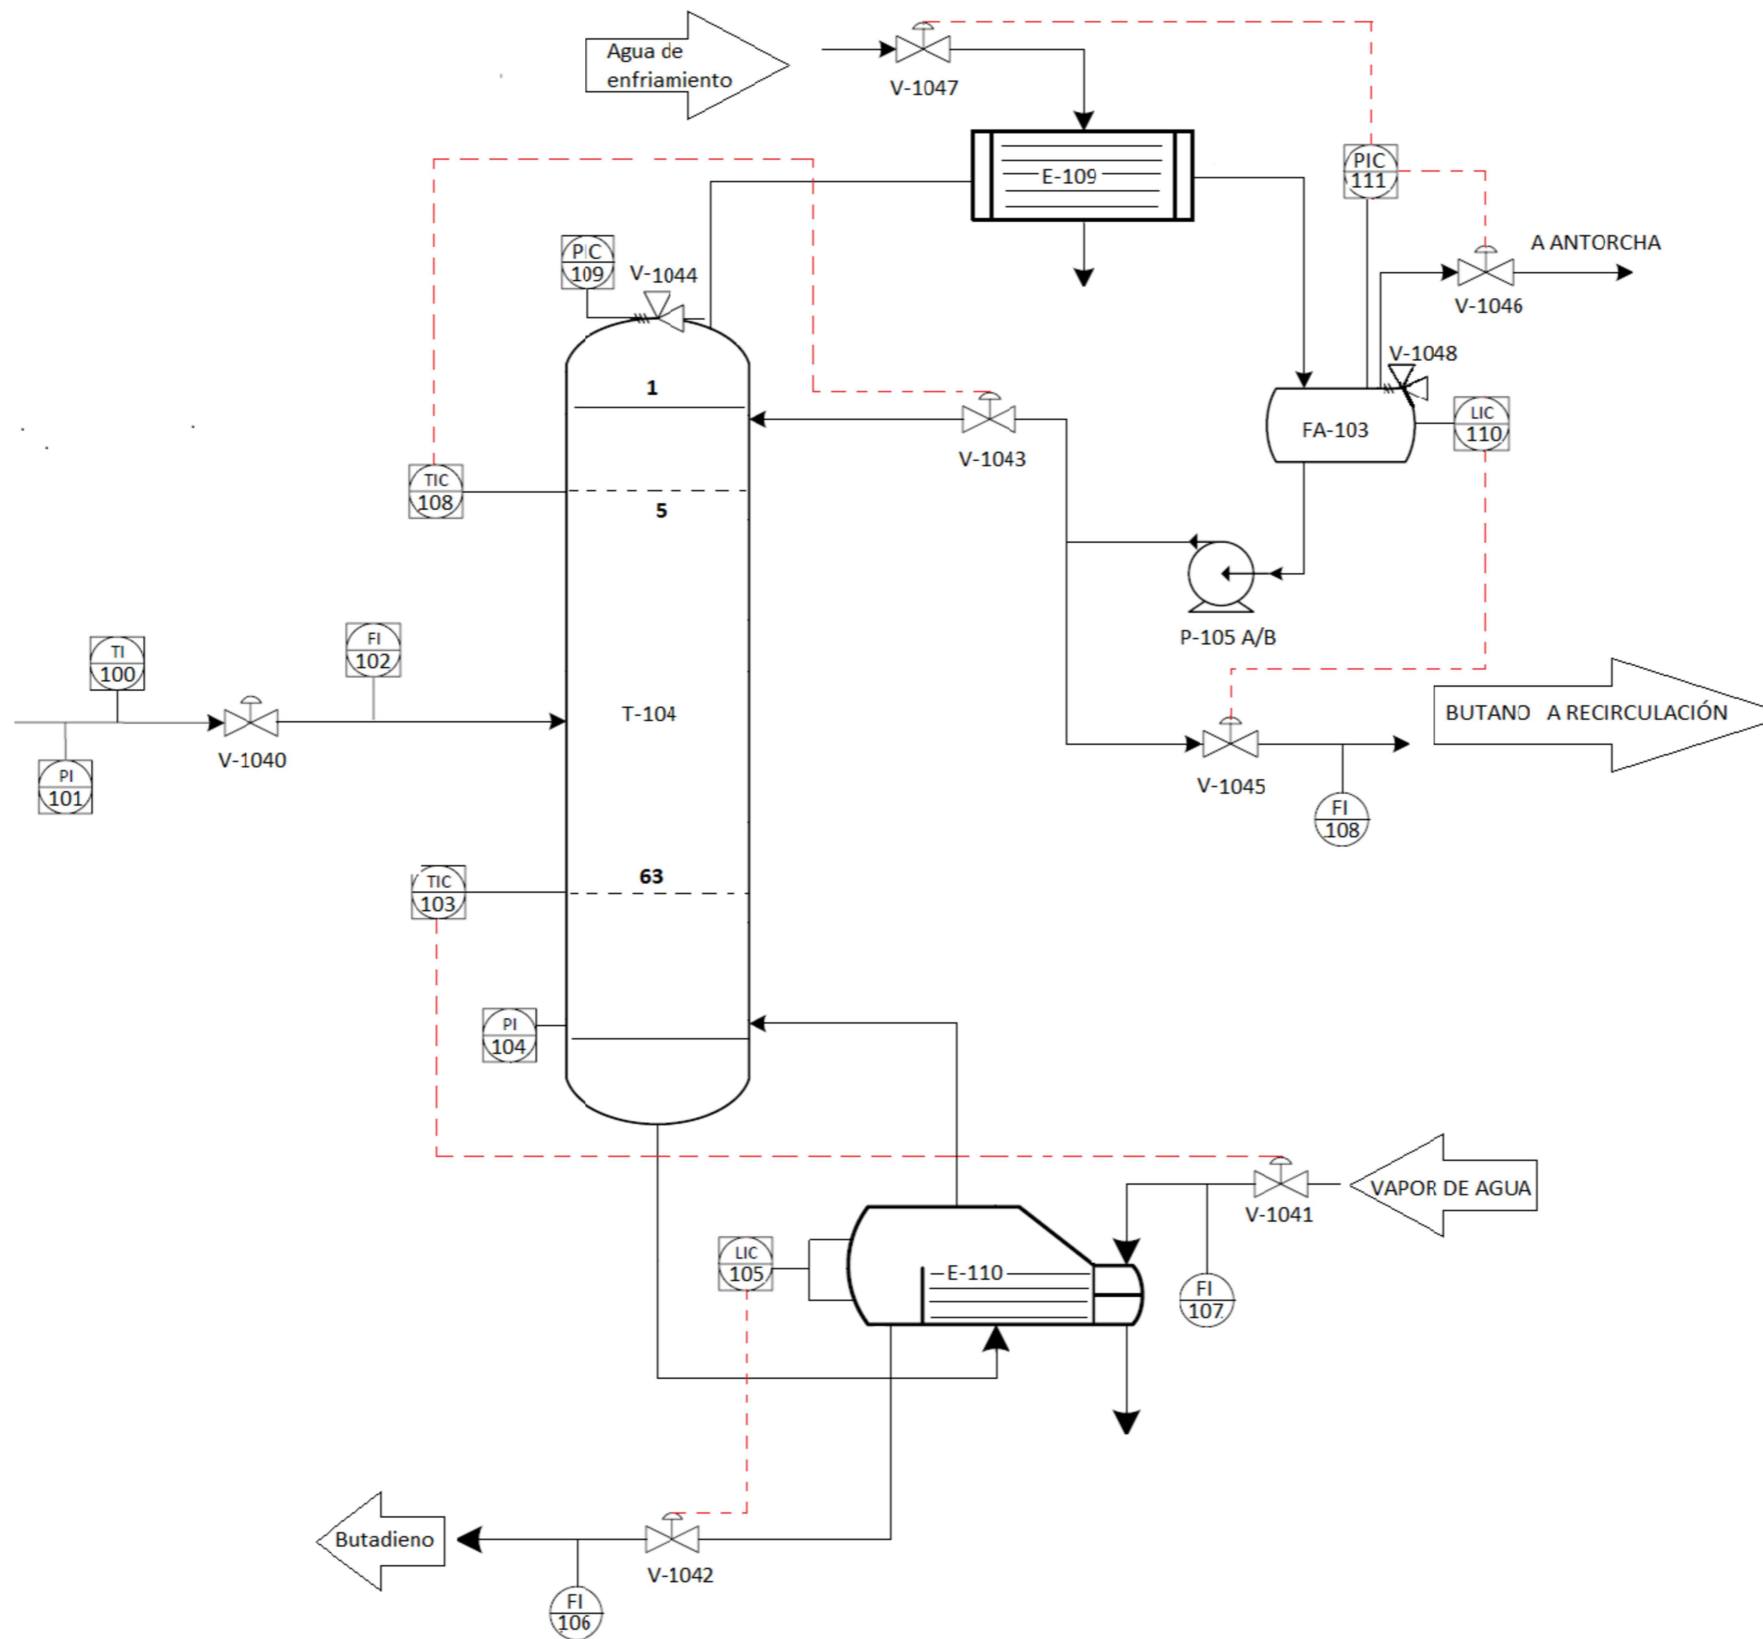 Agua de
enfriamiento
V-1047
E-109
PIC
111
A ANTORCHA
V-1046
PIC
109
V-1044
V-1048
1
LIC
110
FA-103
V-1043
TIC
108
5
P-105 A/B
TI
100
FI
102
T-104
BUTANO A RECIRCULACIÓN
V-1040
V-1045
PI
101
FI
108
63
TIC
103
PI
104
VAPOR DE AGUA
V-1041
LIC
105
E-110
FI
107
Butadieno
V-1042
FI
106